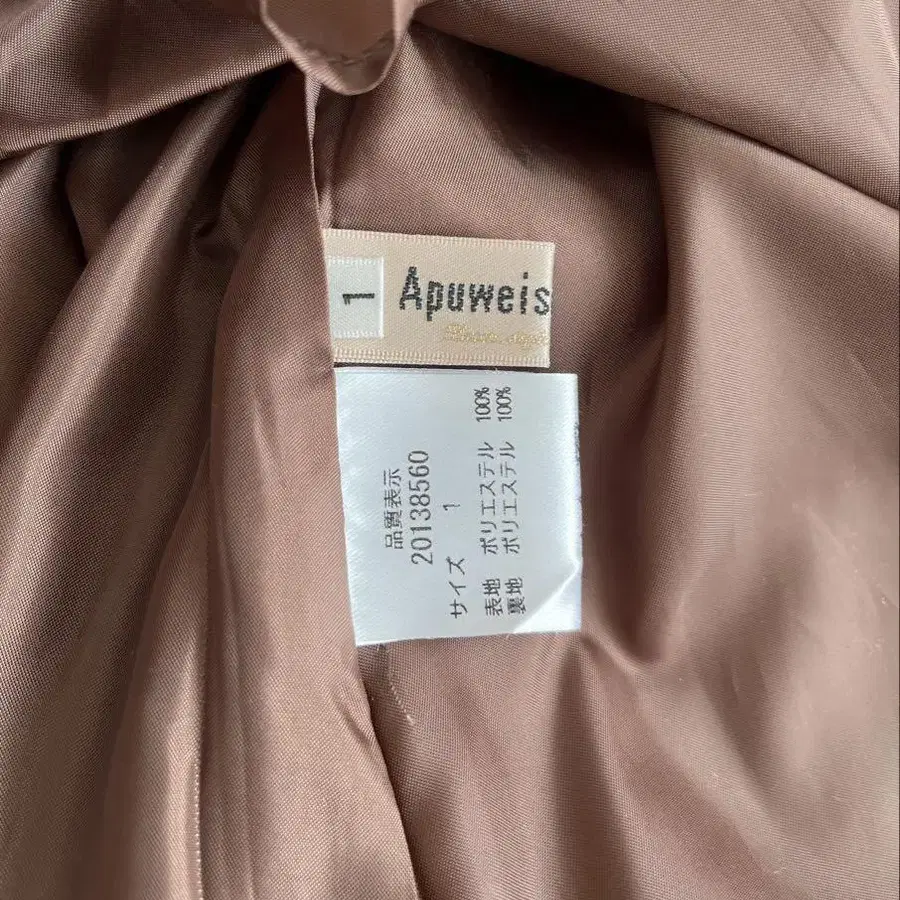 1
Apuweis
品質表示
20138560
サイズ 1
表地 ポリエステル 100%
裏地 ポリエステル 100%